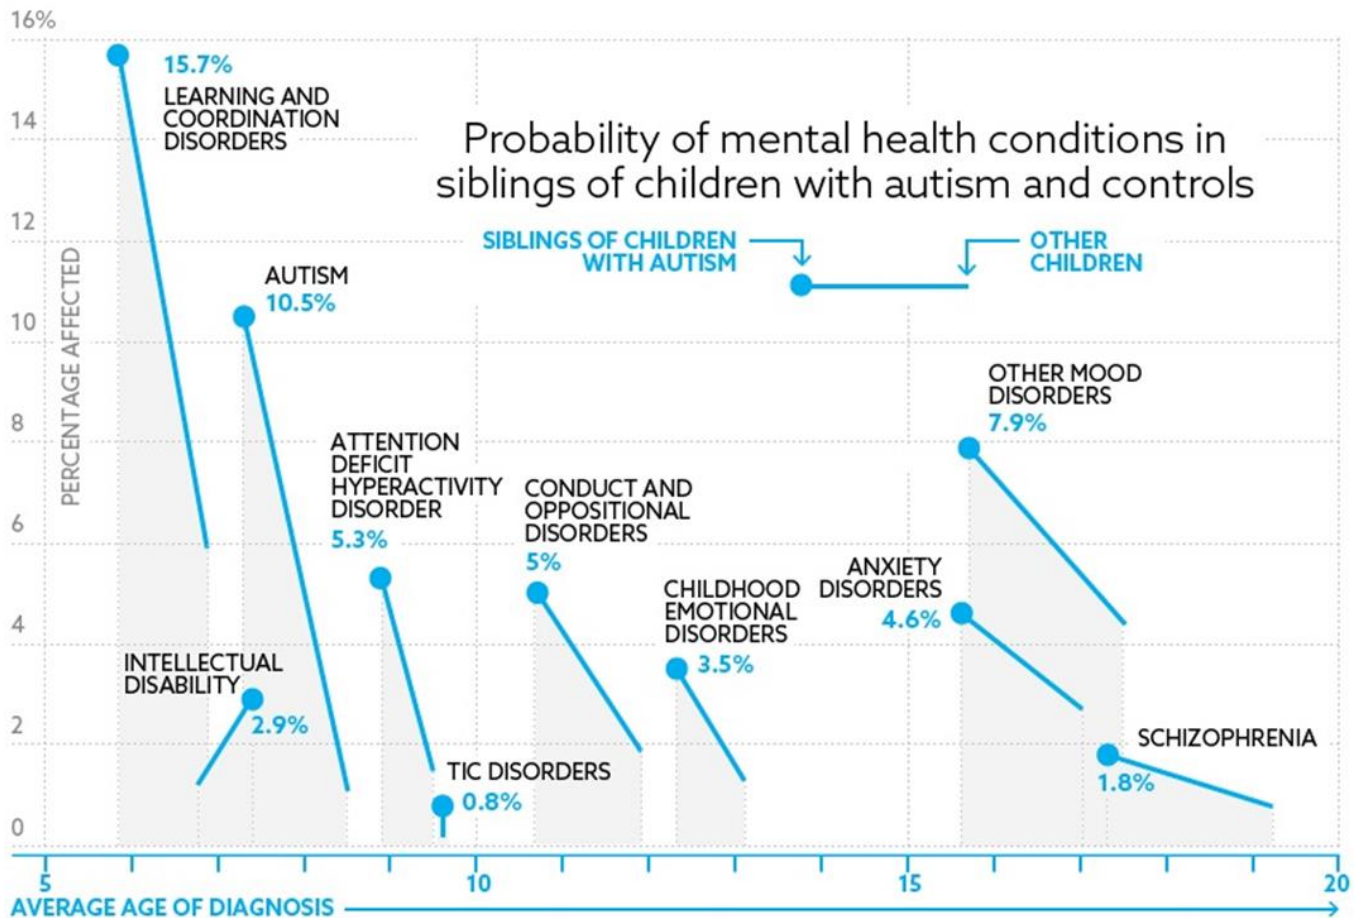 Probability of mental health conditions in
siblings of children with autism and controls
SIBLINGS OF CHILDREN
WITH AUTISM
OTHER
CHILDREN
PERCENTAGE AFFECTED
16%
14
12
10
8
6
4
2
0
15.7%
LEARNING AND
COORDINATION
DISORDERS
AUTISM
10.5%
INTELLECTUAL
DISABILITY
2.9%
ATTENTION
DEFICIT
HYPERACTIVITY
DISORDER
5.3%
TIC DISORDERS
0.8%
CONDUCT AND
OPPOSITIONAL
DISORDERS
5%
CHILDHOOD
EMOTIONAL
DISORDERS
3.5%
ANXIETY
DISORDERS
4.6%
OTHER MOOD
DISORDERS
7.9%
SCHIZOPHRENIA
1.8%
5
10
15
20
AVERAGE AGE OF DIAGNOSIS